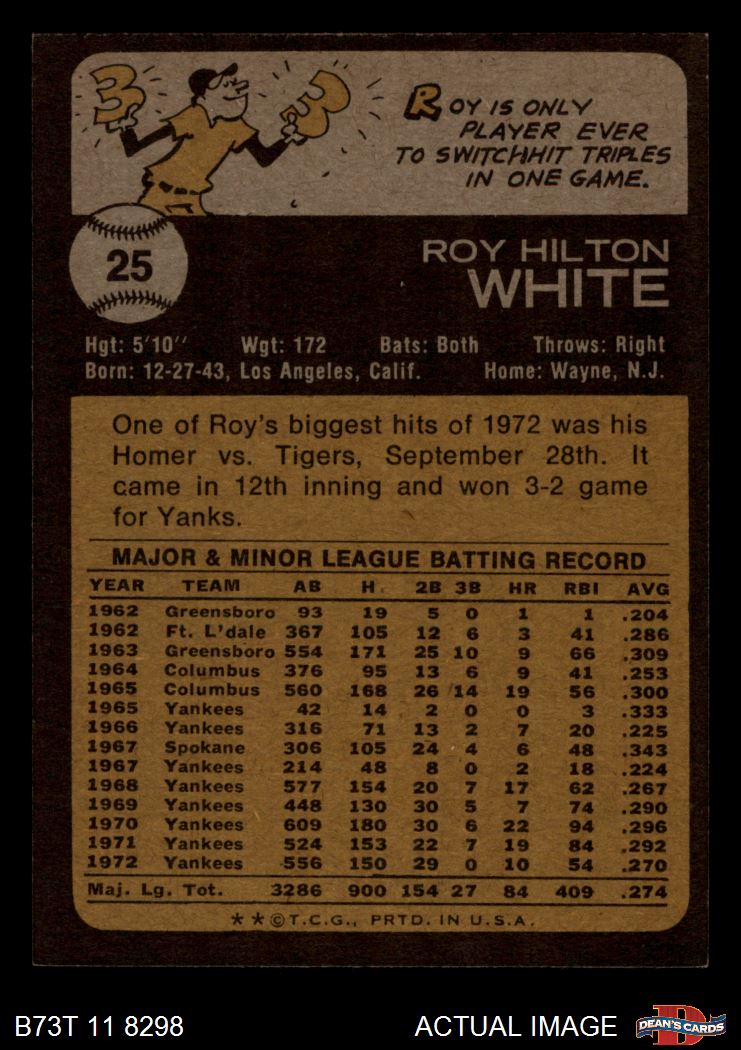 3 3
ROY IS ONLY
PLAYER EVER
TO SWITCHHIT TRIPLES
IN ONE GAME.
25
ROY HILTON
WHITE
Hgt: 5'10'' Wgt: 172 Bats: Both Throws: Right
Born: 12-27-43, Los Angeles, Calif. Home: Wayne, N.J.
One of Roy's biggest hits of 1972 was his
Homer vs. Tigers, September 28th. It
came in 12th inning and won 3-2 game
for Yanks.
MAJOR & MINOR LEAGUE BATTING RECORD
YEAR TEAM AB H. 2B 3B HR RBI AVG
1962 Greensboro 93 19 5 0 1 1 .204
1962 Ft. L'dale 367 105 12 6 3 41 .286
1963 Greensboro 554 171 25 10 9 66 .309
1964 Columbus 376 95 13 6 9 41 .253
1965 Columbus 560 168 26 14 19 56 .300
1965 Yankees 42 14 2 0 0 3 .333
1966 Yankees 316 71 13 2 7 20 .225
1967 Spokane 306 105 24 4 6 48 .343
1967 Yankees 214 48 8 0 2 18 .224
1968 Yankees 577 154 20 7 17 62 .267
1969 Yankees 448 130 30 5 7 74 .290
1970 Yankees 609 180 30 6 22 94 .296
1971 Yankees 524 153 22 7 19 84 .292
1972 Yankees 556 150 29 0 10 54 .270
Maj. Lg. Tot. 3286 900 154 27 84 409 .274
**©T.C.G., PRTD. IN U.S.A.
B73T 11 8298 ACTUAL IMAGE
D
DEAN'S CARDS